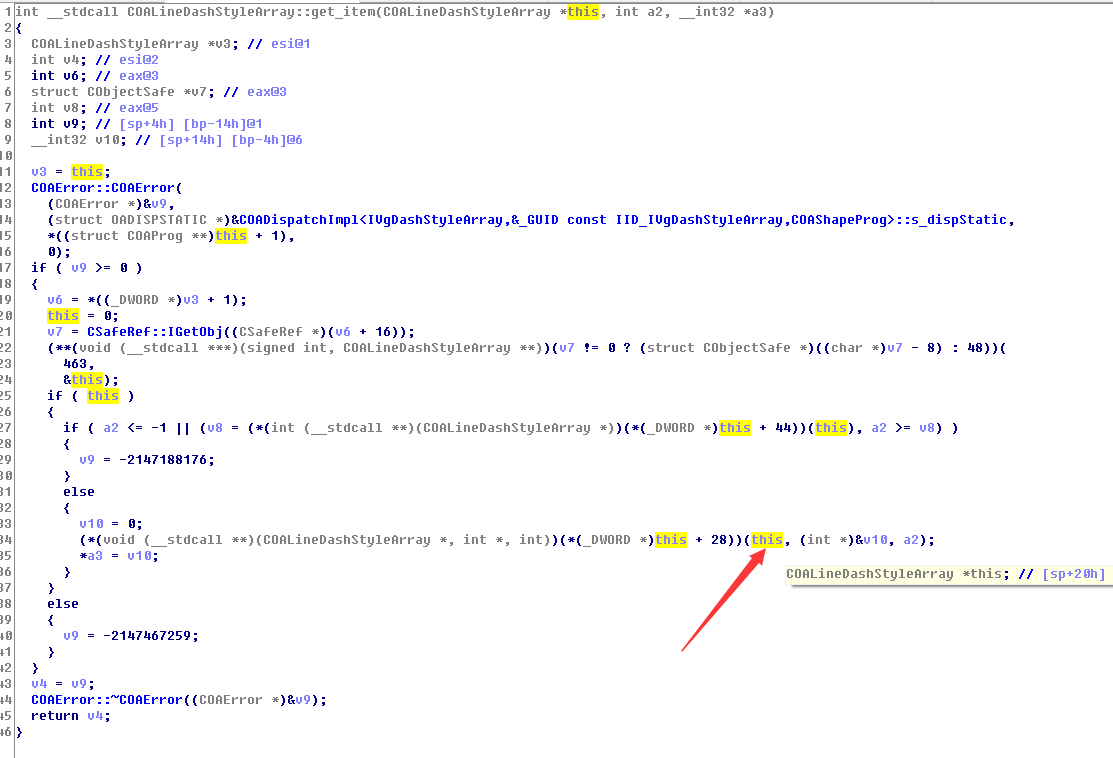 1 int __stdcall COALineDashStyleArray::get_item(COALineDashStyleArray *this, int a2, __int32 *a3)
2 {
3   COALineDashStyleArray *v3; // esi@1
4   int v4; // esi@2
5   int v6; // eax@3
6   struct CObjectSafe *v7; // eax@3
7   int v8; // eax@5
8   int v9; // [sp+4h] [bp-14h]@1
9   __int32 v10; // [sp+14h] [bp-4h]@6
10
11   v3 = this;
12   COAError::COAError(
13     (COAError *)&v9,
14     (struct OADISPSTATIC *)&COADispatchImpl<IVgDashStyleArray,&_GUID const IID_IVgDashStyleArray,COAShapeProg>::s_dispStatic,
15     *((struct COAProg **)this + 1),
16     0);
17   if ( v9 >= 0 )
18   {
19     v6 = *((_DWORD *)v3 + 1);
20     this = 0;
21     v7 = CSafeRef::IGetObj((CSafeRef *)(v6 + 16));
22     (**(void (__stdcall ***)(signed int, COALineDashStyleArray **))(v7 != 0 ? (struct CObjectSafe *)((char *)v7 - 8) : 48))(
23       463,
24       &this);
25     if ( this )
26     {
27       if ( a2 <= -1 || (v8 = (*(int (__stdcall **)(COALineDashStyleArray *))(*(_DWORD *)this + 44))(this), a2 >= v8) )
28       {
29         v9 = -2147188176;
30       }
31       else
32       {
33         v10 = 0;
34         (*(void (__stdcall **)(COALineDashStyleArray *, int *, int))(*(_DWORD *)this + 28))(this, (int *)&v10, a2);
35         *a3 = v10;
36       }
COALineDashStyleArray *this; // [sp+20h]
37     }
38     else
39     {
40       v9 = -2147467259;
41     }
42   }
43   v4 = v9;
44   COAError::~COAError((COAError *)&v9);
45   return v4;
46 }